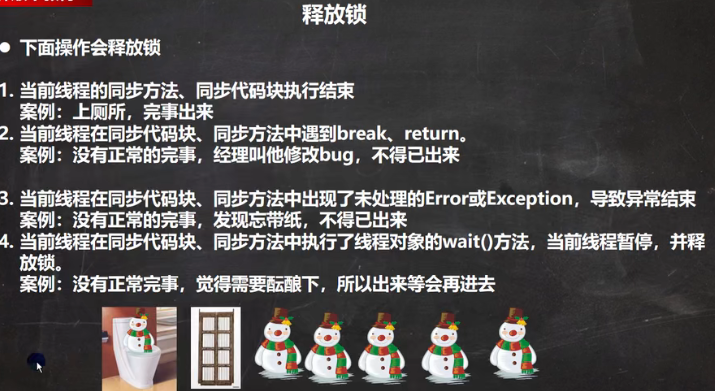 释放锁
● 下面操作会释放锁
1. 当前线程的同步方法、同步代码块执行结束
案例：上厕所，完事出来
2. 当前线程在同步代码块、同步方法中遇到break、return。
案例：没有正常的完事，经理叫他修改bug，不得已出来
3. 当前线程在同步代码块、同步方法中出现了未处理的Error或Exception，导致异常结束
案例：没有正常的完事，发现忘带纸，不得已出来
4. 当前线程在同步代码块、同步方法中执行了线程对象的wait()方法，当前线程暂停，并释
放锁。
案例：没有正常完事，觉得需要酝酿下，所以出来等会再进去